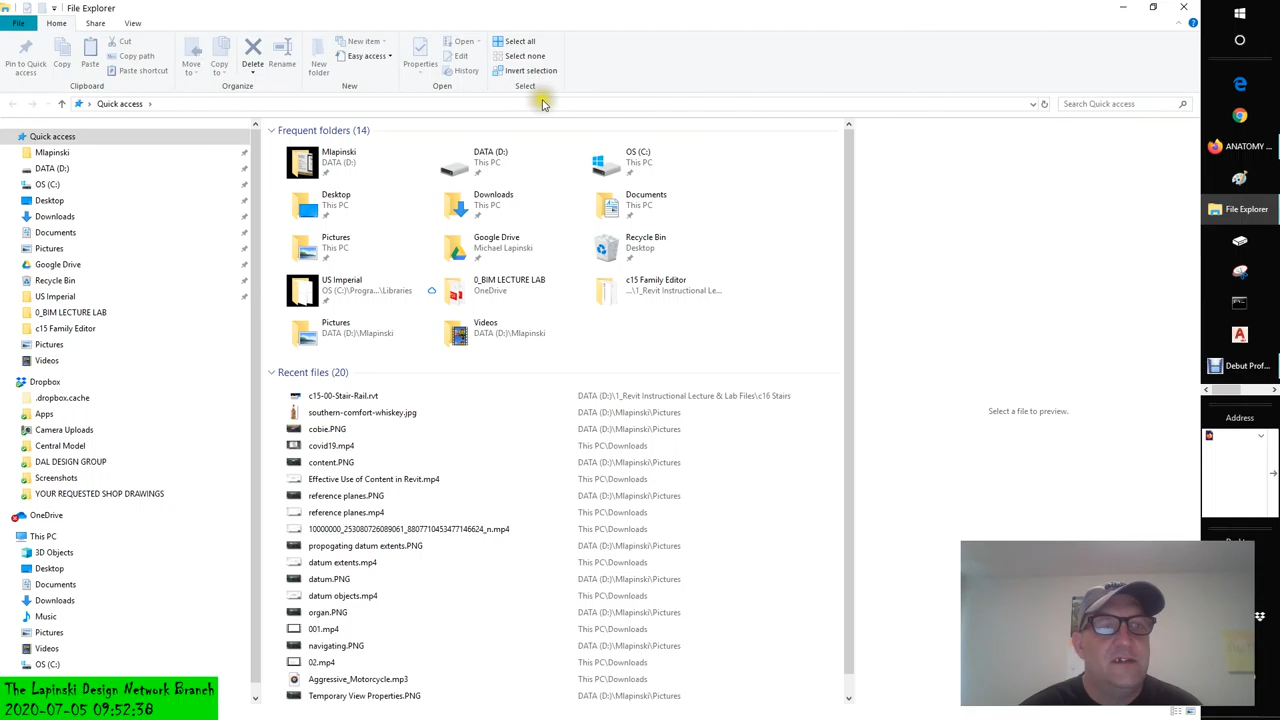 File Explorer
File
Home
Share
View
Pin to Quick access
Copy
Paste
Cut
Copy path
Paste shortcut
Clipboard
Move to
Copy to
Delete
Rename
Organize
New folder
New item
Easy access
New
Properties
Open
Edit
History
Open
Select all
Select none
Invert selection
Select
Quick access
Search Quick access
Quick access
Mlapinski
DATA (D:)
OS (C:)
Desktop
Downloads
Documents
Pictures
Google Drive
Recycle Bin
US Imperial
0_BIM LECTURE LAB
c15 Family Editor
Pictures
Videos
Dropbox
.dropbox.cache
Apps
Camera Uploads
Central Model
DAL DESIGN GROUP
Screenshots
YOUR REQUESTED SHOP DRAWINGS
OneDrive
This PC
3D Objects
Desktop
Documents
Downloads
Music
Pictures
Videos
OS (C:)
Frequent folders (14)
Mlapinski
DATA (D:)
DATA (D:)
This PC
OS (C:)
This PC
Desktop
This PC
Downloads
This PC
Documents
This PC
Pictures
This PC
Google Drive
Michael Lapinski
Recycle Bin
Desktop
US Imperial
OS (C:)\Progra...\Libraries
0_BIM LECTURE LAB
OneDrive
c15 Family Editor
...\1_Revit Instructional Le...
Pictures
DATA (D:)\Mlapinski
Videos
DATA (D:)\Mlapinski
Recent files (20)
c15-00-Stair-Rail.rvt DATA (D:)\1_Revit Instructional Lecture & Lab Files\c16 Stairs
southern-comfort-whiskey.jpg DATA (D:)\Mlapinski\Pictures
cobie.PNG DATA (D:)\Mlapinski\Pictures
covid19.mp4 This PC\Downloads
content.PNG DATA (D:)\Mlapinski\Pictures
Effective Use of Content in Revit.mp4 This PC\Downloads
reference planes.PNG DATA (D:)\Mlapinski\Pictures
reference planes.mp4 This PC\Downloads
10000000_253080726089061_8807710453477146624_n.mp4 This PC\Downloads
propogating datum extents.PNG DATA (D:)\Mlapinski\Pictures
datum extents.mp4 This PC\Downloads
datum.PNG DATA (D:)\Mlapinski\Pictures
datum objects.mp4 This PC\Downloads
organ.PNG DATA (D:)\Mlapinski\Pictures
001.mp4 This PC\Downloads
navigating.PNG DATA (D:)\Mlapinski\Pictures
02.mp4 This PC\Downloads
Aggressive_Motorcycle.mp3 This PC\Downloads
Temporary View Properties.PNG DATA (D:)\Mlapinski\Pictures
Select a file to preview.
ANATOMY ...
File Explorer
Debut Prof...
Address
The Lapinski Design Network Branch
2020-07-05 09:52:38